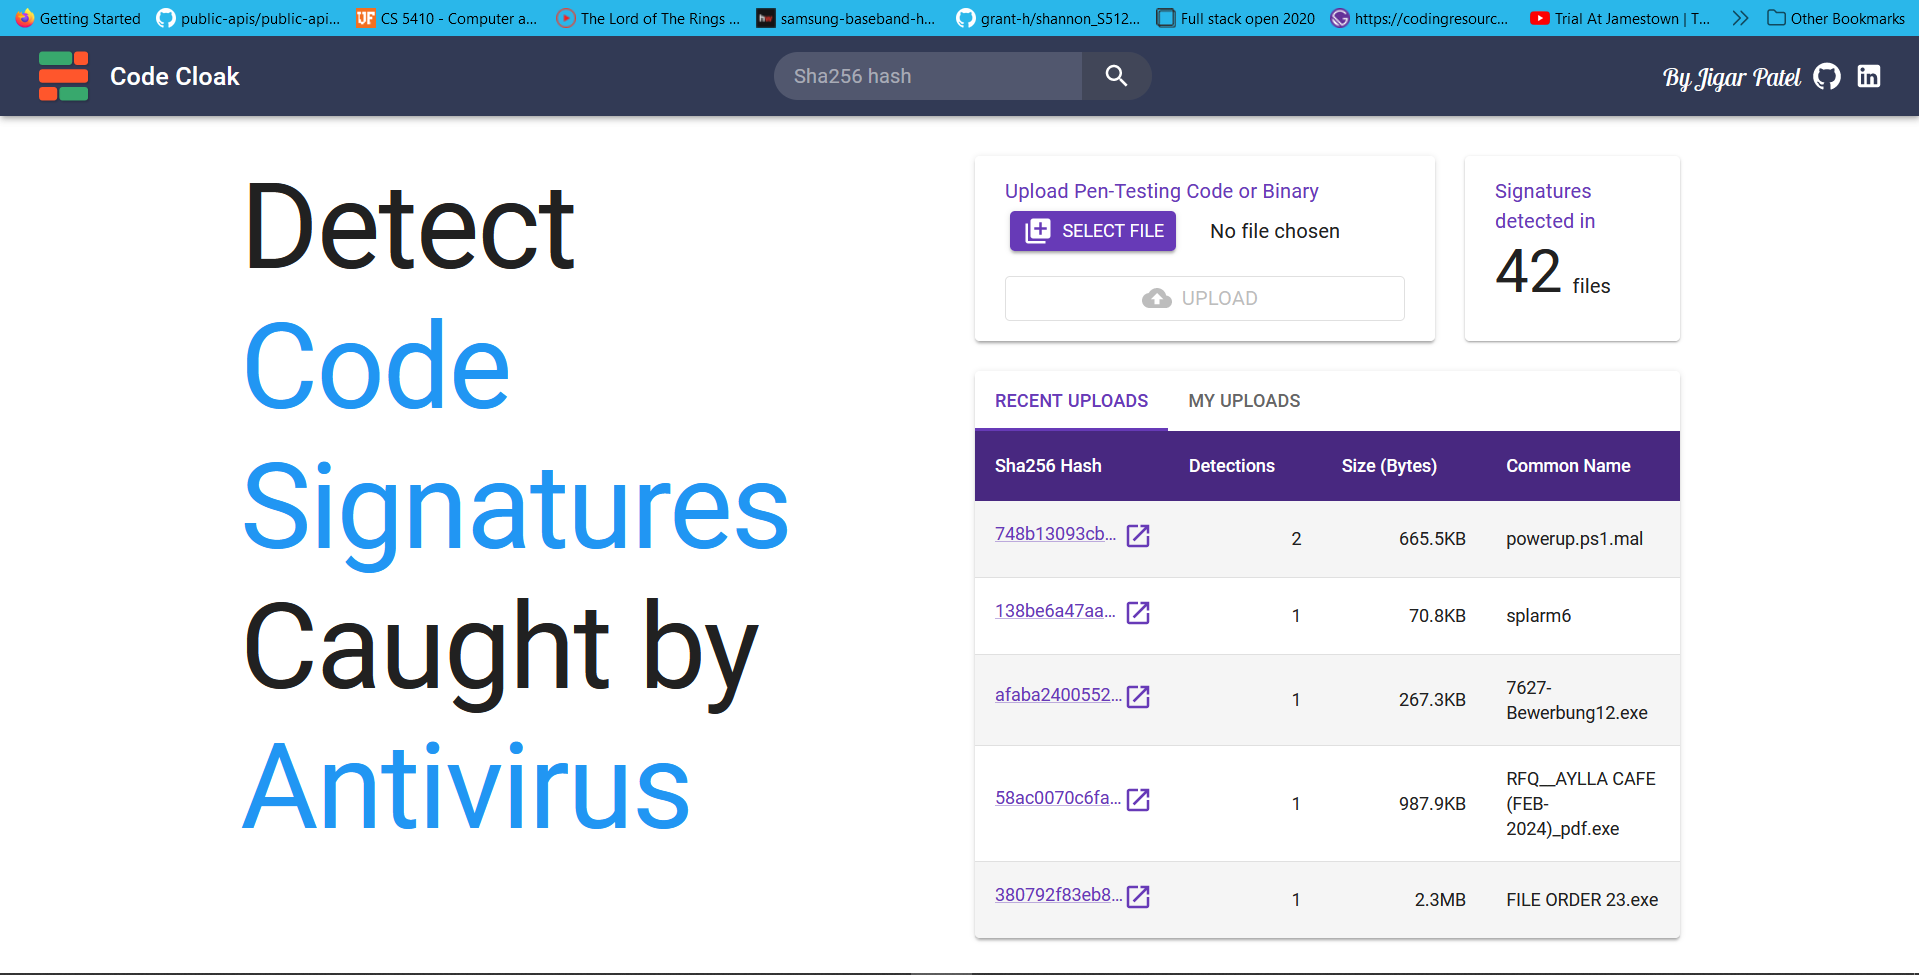 Getting Started public-apis/public-api... CS 5410 - Computer a... The Lord of The Rings ... samsung-baseband-h... grant-h/shannon_S512... Full stack open 2020 https://codingresourc... Trial At Jamestown | T... Other Bookmarks
Code Cloak
Sha256 hash
By Jigar Patel
Detect
Code
Signatures
Caught by
Antivirus
Upload Pen-Testing Code or Binary
SELECT FILE No file chosen
UPLOAD
Signatures
detected in
42 files
RECENT UPLOADS MY UPLOADS
Sha256 Hash Detections Size (Bytes) Common Name
748b13093cb... 2 665.5KB powerup.ps1.mal
138be6a47aa... 1 70.8KB splarm6
afaba2400552... 1 267.3KB 7627-
Bewerbung12.exe
58ac0070c6fa... 1 987.9KB RFQ__AYLLA CAFE
(FEB-
2024)_pdf.exe
380792f83eb8... 1 2.3MB FILE ORDER 23.exe